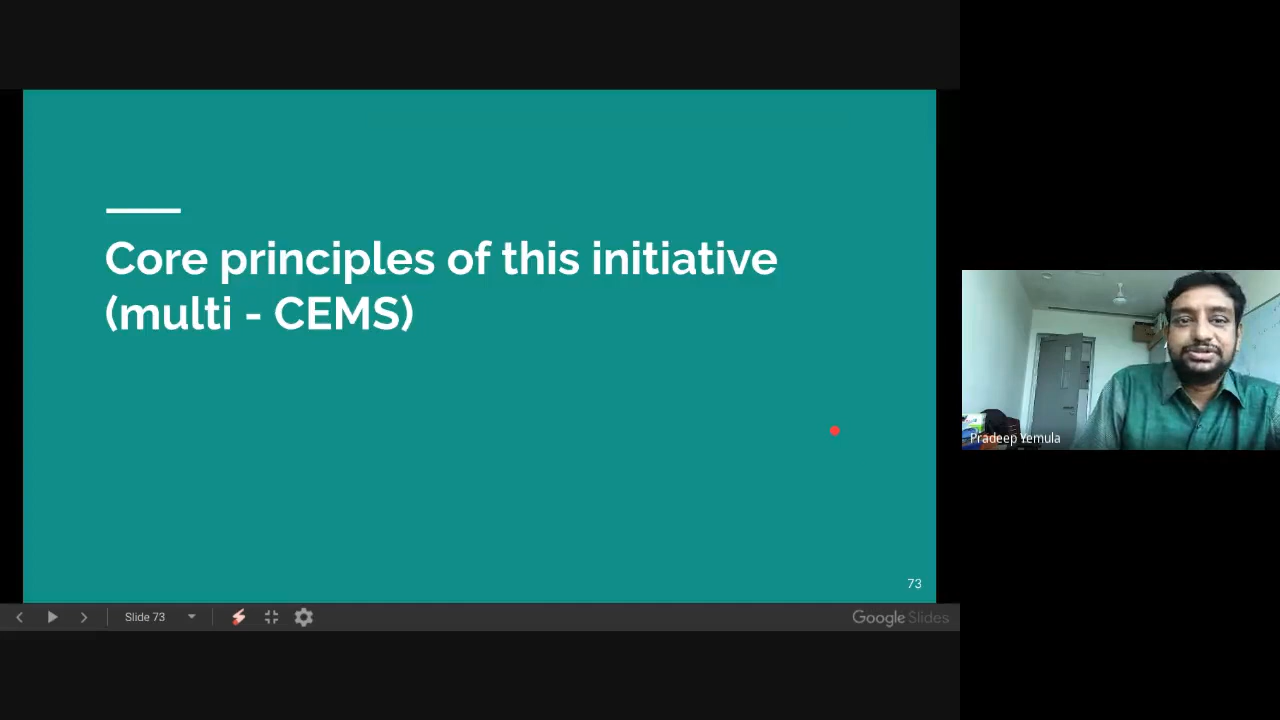 Core principles of this initiative
(multi - CEMS)
73
Slide 73
Google Slides
Pradeep Yemula